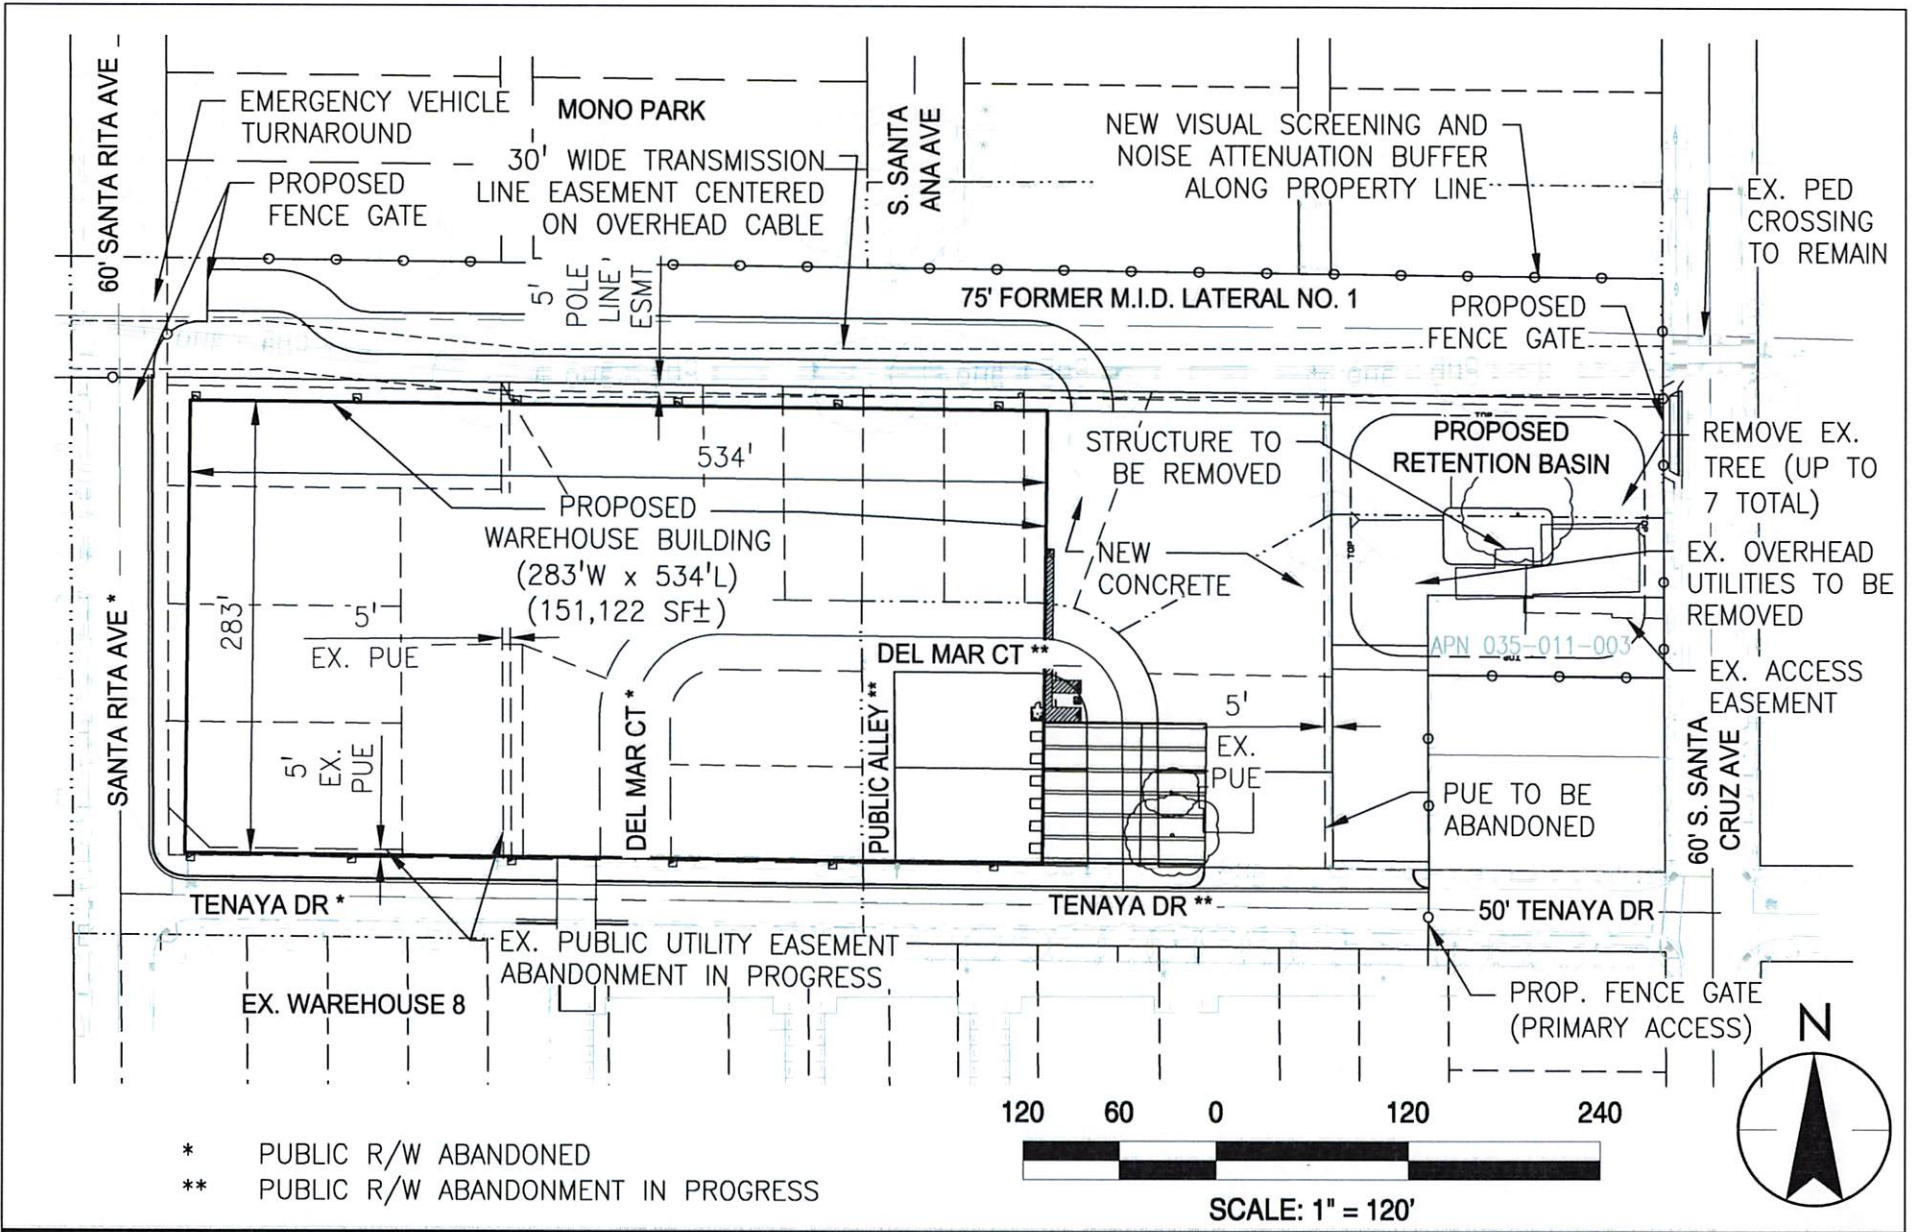 60' SANTA RITA AVE
EMERGENCY VEHICLE
TURNAROUND
PROPOSED
FENCE GATE
MONO PARK
30' WIDE TRANSMISSION
LINE EASEMENT CENTERED
ON OVERHEAD CABLE
S. SANTA
ANA AVE
NEW VISUAL SCREENING AND
NOISE ATTENUATION BUFFER
ALONG PROPERTY LINE
EX. PED
CROSSING
TO REMAIN
5'
POLE
LINE
ESMT
75' FORMER M.I.D. LATERAL NO. 1
PROPOSED
FENCE GATE
534'
STRUCTURE TO
BE REMOVED
TOP
PROPOSED
RETENTION BASIN
REMOVE EX.
TREE (UP TO
7 TOTAL)
PROPOSED
WAREHOUSE BUILDING
(283'W x 534'L)
(151,122 SF±)
NEW
CONCRETE
TOP
EX. OVERHEAD
UTILITIES TO BE
REMOVED
SANTA RITA AVE *
283'
5'
EX. PUE
DEL MAR CT **
APN 035-011-003
TOP
EX. ACCESS
EASEMENT
5'
EX.
PUE
DEL MAR CT *
PUBLIC ALLEY **
5'
EX.
PUE
PUE TO BE
ABANDONED
60' S. SANTA
CRUZ AVE
TENAYA DR *
TENAYA DR **
50' TENAYA DR
EX. PUBLIC UTILITY EASEMENT
ABANDONMENT IN PROGRESS
EX. WAREHOUSE 8
PROP. FENCE GATE
(PRIMARY ACCESS)
N
120 60 0 120 240
SCALE: 1" = 120'
* PUBLIC R/W ABANDONED
** PUBLIC R/W ABANDONMENT IN PROGRESS